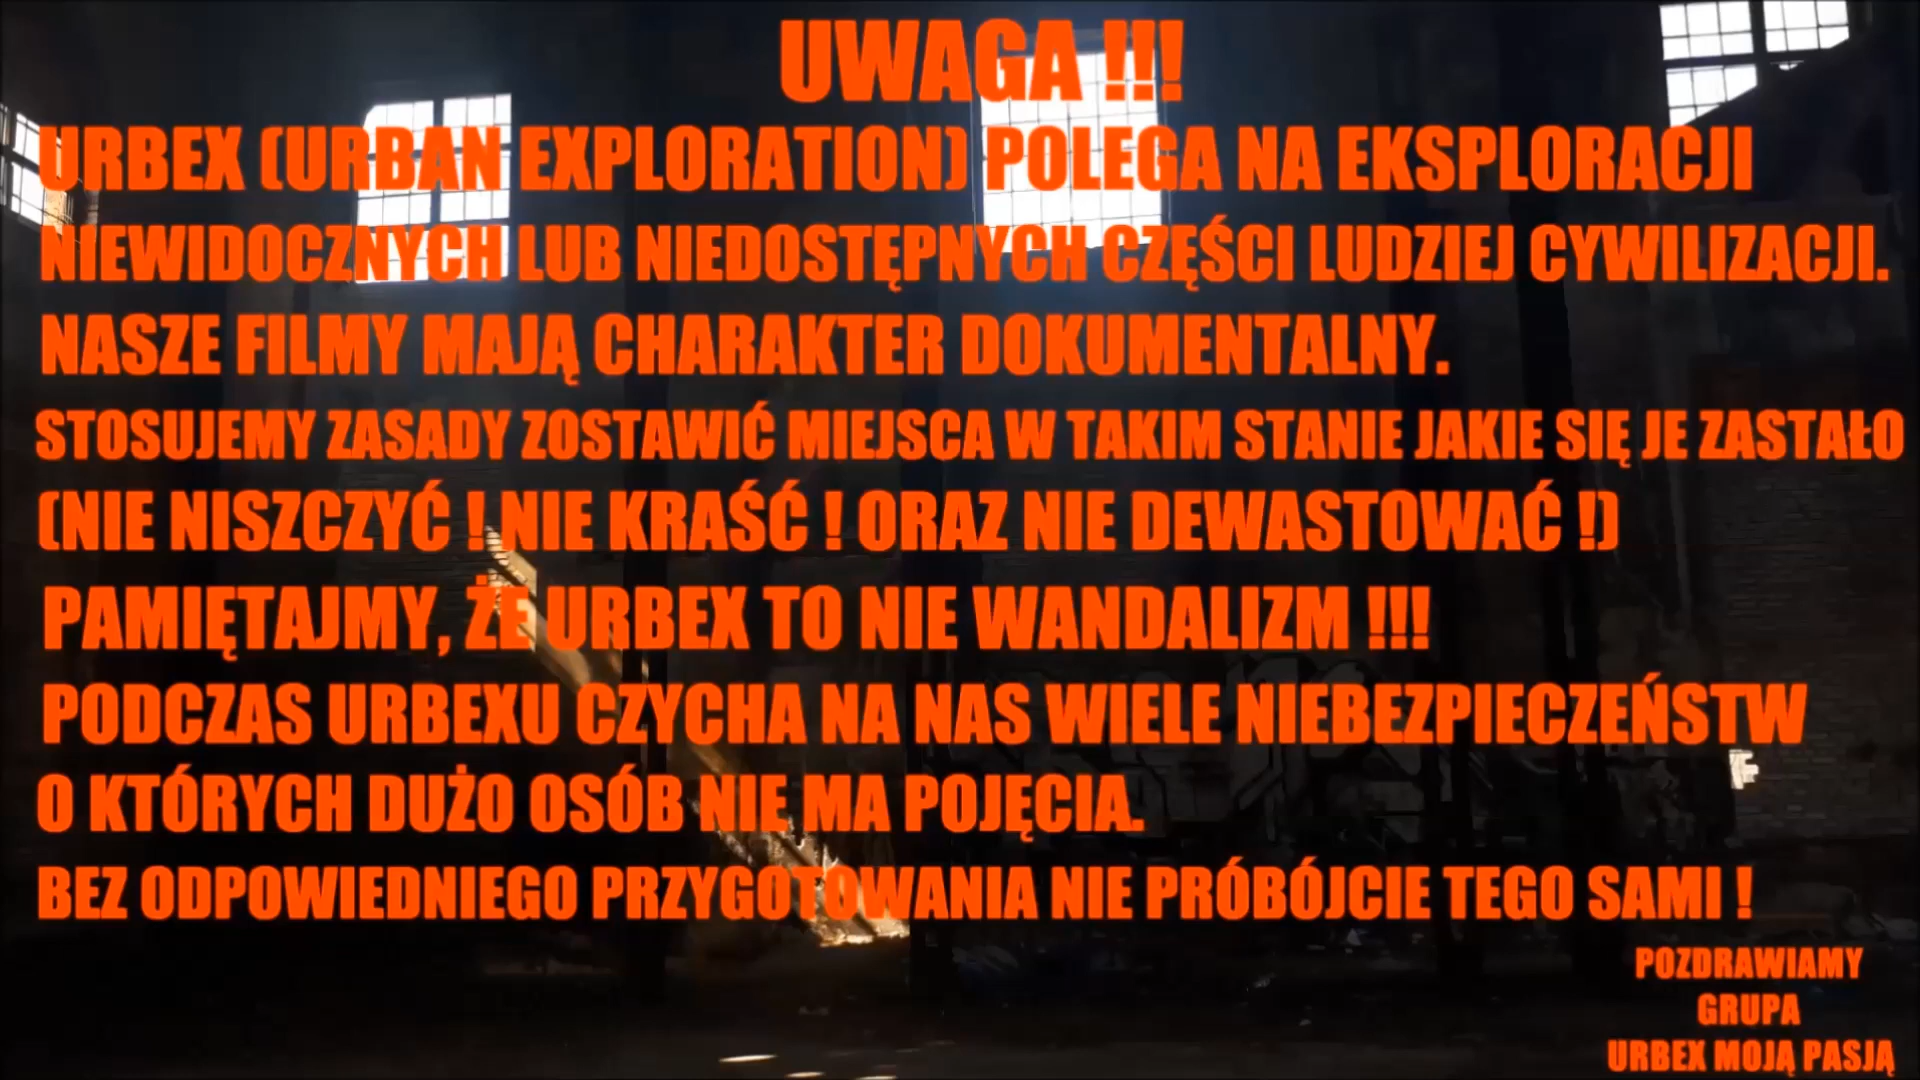 UWAGA !!!
URBEX (URBAN EXPLORATION) POLEGA NA EKSPLORACJI
NIEWIDOCZNYCH LUB NIEDOSTĘPNYCH CZĘŚCI LUDZIEJ CYWILIZACJI.
NASZE FILMY MAJĄ CHARAKTER DOKUMENTALNY.
STOSUJEMY ZASADY ZOSTAWIĆ MIEJSCA W TAKIM STANIE JAKIE SIĘ JE ZASTAŁO
(NIE NISZCZYĆ ! NIE KRAŚĆ ! ORAZ NIE DEWASTOWAĆ !)
PAMIĘTAJMY, ŻE URBEX TO NIE WANDALIZM !!!
PODCZAS URBEXU CZYCHA NA NAS WIELE NIEBEZPIECZEŃSTW
O KTÓRYCH DUŻO OSÓB NIE MA POJĘCIA.
BEZ ODPOWIEDNIEGO PRZYGOTOWANIA NIE PRÓBÓJCIE TEGO SAMI !
POZDRAWIAMY
GRUPA
URBEX MOJĄ PASJĄ